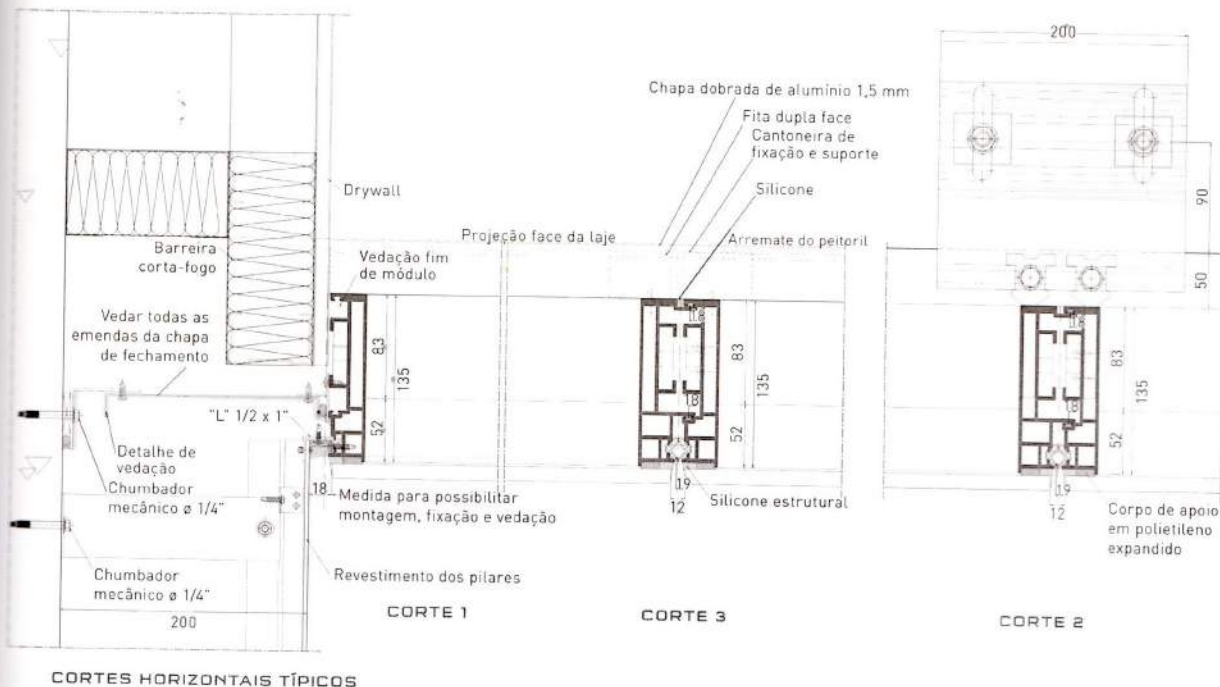 200
Chapa dobrada de alumínio 1,5 mm
Fita dupla face
Cantoneira de
fixação e suporte
Silicone
Drywall
Projeção face da laje
Arremate do peitoril
Barreira
corta-fogo
Vedação fim
de módulo
90
50
Vedar todas as
emendas da chapa
de fechamento
83
135
52
1.8
18
83
135
52
1.8
18
83
135
52
"L" 1/2 x 1"
Detalhe de
vedação
Chumbador
mecânico ø 1/4"
18
Medida para possibilitar
montagem, fixação e vedação
19
12
Silicone estrutural
19
12
Corpo de apoio
em polietileno
expandido
Chumbador
mecânico ø 1/4"
Revestimento dos pilares
200
CORTE 1
CORTE 3
CORTE 2
CORTES HORIZONTAIS TÍPICOS